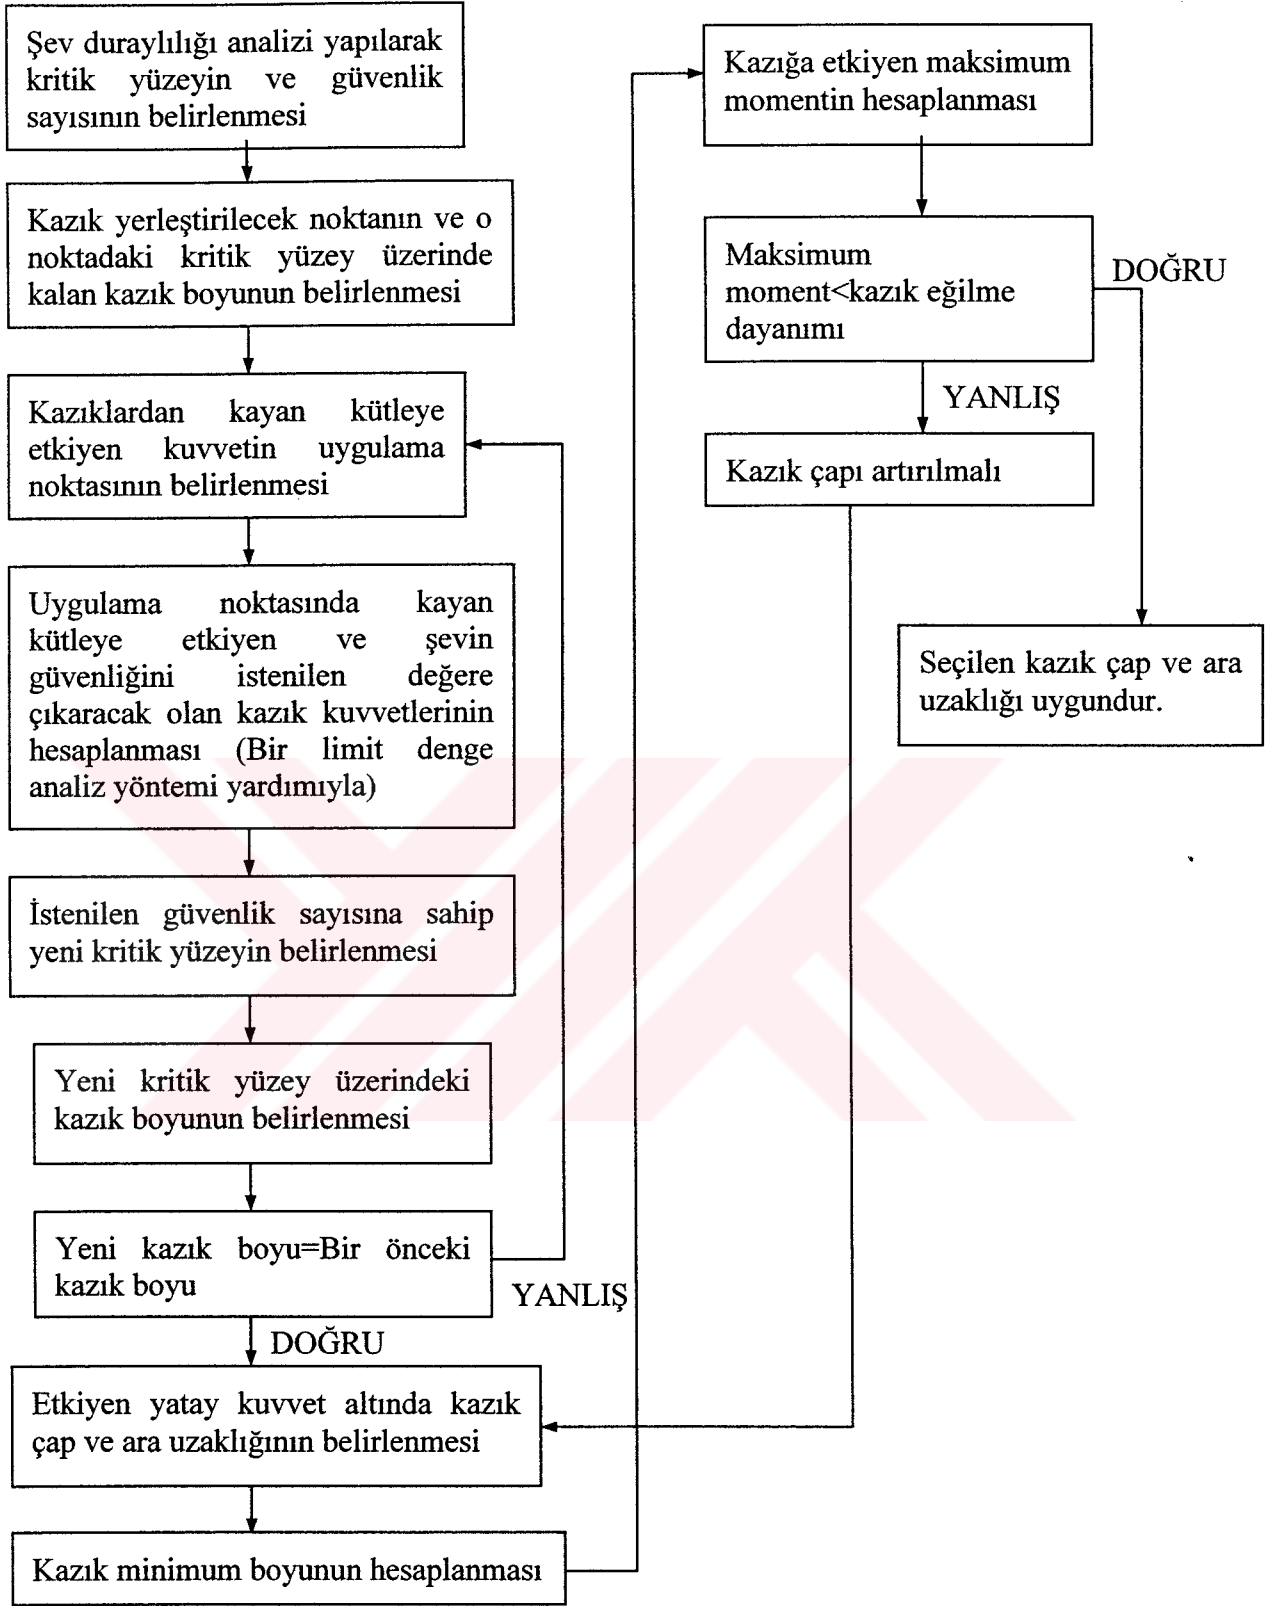 Şev duraylılığı analizi yapılarak
kritik yüzeyin ve güvenlik
sayısının belirlenmesi
Kazık yerleştirilecek noktanın ve o
noktadaki kritik yüzey üzerinde
kalan kazık boyunun belirlenmesi
Kazıklardan kayan kütleye
etkiyen kuvvetin uygulama
noktasının belirlenmesi
Uygulama noktasında kayan
kütleye etkiyen ve şevin
güvenliğini istenilen değere
çıkaracak olan kazık kuvvetlerinin
hesaplanması (Bir limit denge
analiz yöntemi yardımıyla)
İstenilen güvenlik sayısına sahip
yeni kritik yüzeyin belirlenmesi
Yeni kritik yüzey üzerindeki
kazık boyunun belirlenmesi
Yeni kazık boyu=Bir önceki
kazık boyu
YANLIŞ
DOĞRU
Etkiyen yatay kuvvet altında kazık
çap ve ara uzaklığının belirlenmesi
Kazık minimum boyunun hesaplanması
Kazığa etkiyen maksimum
momentin hesaplanması
Maksimum
moment<kazık eğilme
dayanımı
DOĞRU
YANLIŞ
Kazık çapı artırılmalı
Seçilen kazık çap ve ara
uzaklığı uygundur.